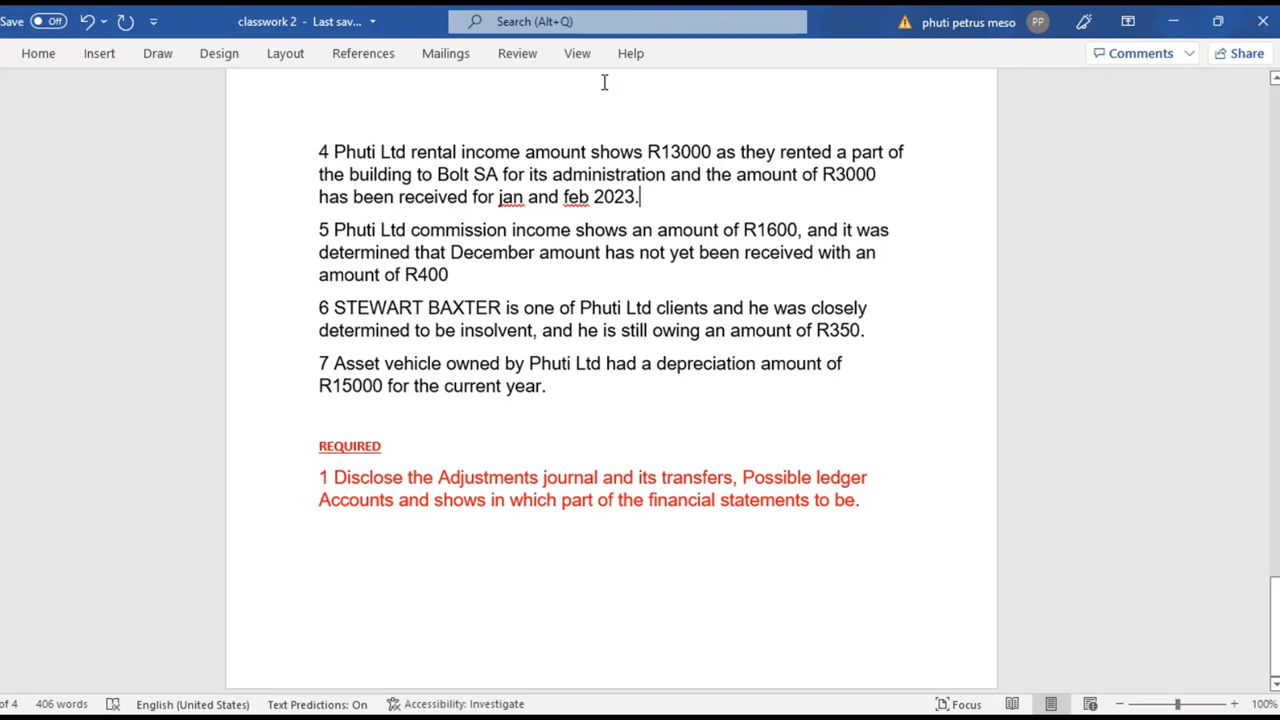 Save Off classwork 2 - Last sav... Search (Alt+Q) phuti petrus meso PP
Home Insert Draw Design Layout References Mailings Review View Help Comments Share
4 Phuti Ltd rental income amount shows R13000 as they rented a part of
the building to Bolt SA for its administration and the amount of R3000
has been received for jan and feb 2023.
5 Phuti Ltd commission income shows an amount of R1600, and it was
determined that December amount has not yet been received with an
amount of R400
6 STEWART BAXTER is one of Phuti Ltd clients and he was closely
determined to be insolvent, and he is still owing an amount of R350.
7 Asset vehicle owned by Phuti Ltd had a depreciation amount of
R15000 for the current year.
REQUIRED
1 Disclose the Adjustments journal and its transfers, Possible ledger
Accounts and shows in which part of the financial statements to be.
of 4 406 words English (United States) Text Predictions: On Accessibility: Investigate Focus 100%